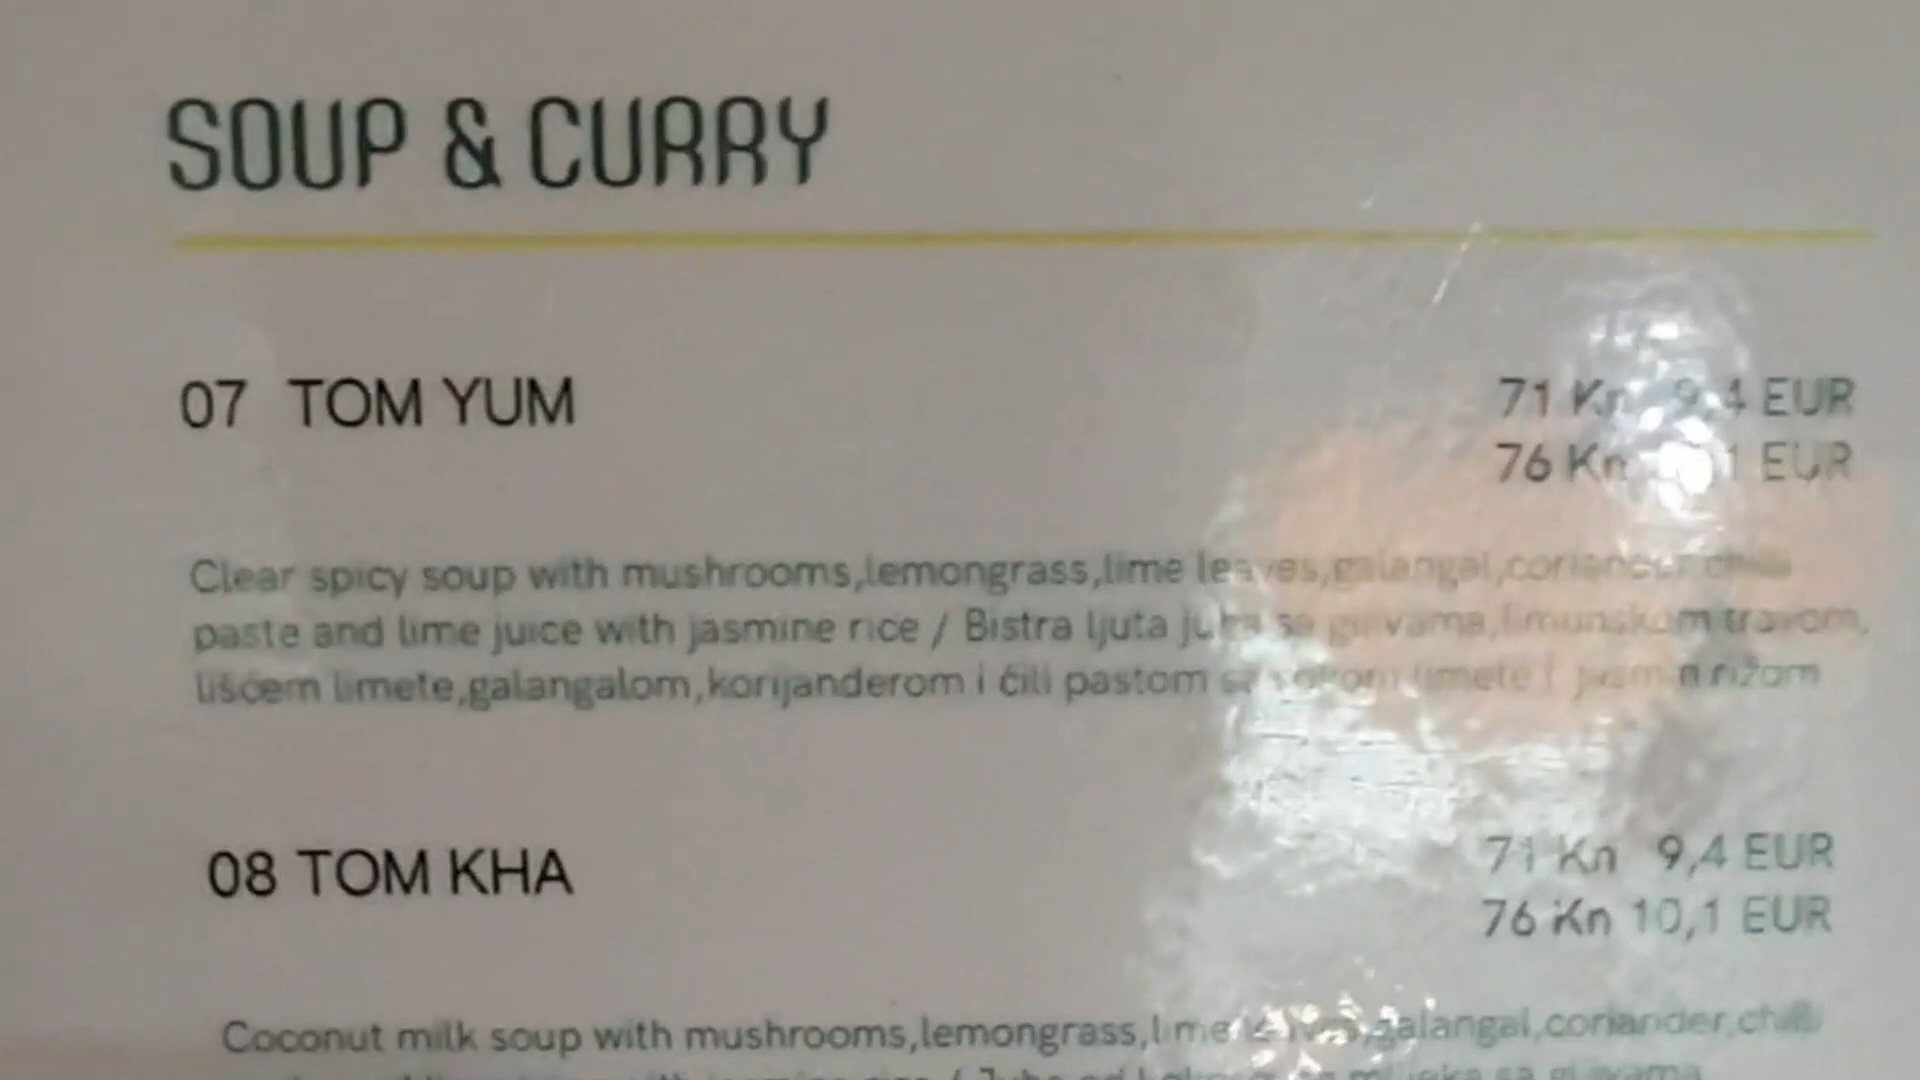 SOUP & CURRY
07 TOM YUM
71 Kn 9,4 EUR
76 Kn 1 EUR
Clear spicy soup with mushrooms,lemongrass,lime leaves,galangal,coriander chilli
paste and lime juice with jasmine rice / Bistra ljuta juha sa gljivama,limunskom travom,
lišćem limete,galangalom,korijanderom i čili pastom sa sokom limete i jasmin rižom
08 TOM KHA
71 Kn 9,4 EUR
76 Kn 10,1 EUR
Coconut milk soup with mushrooms,lemongrass,lime leaves,galangal,coriander,chilli